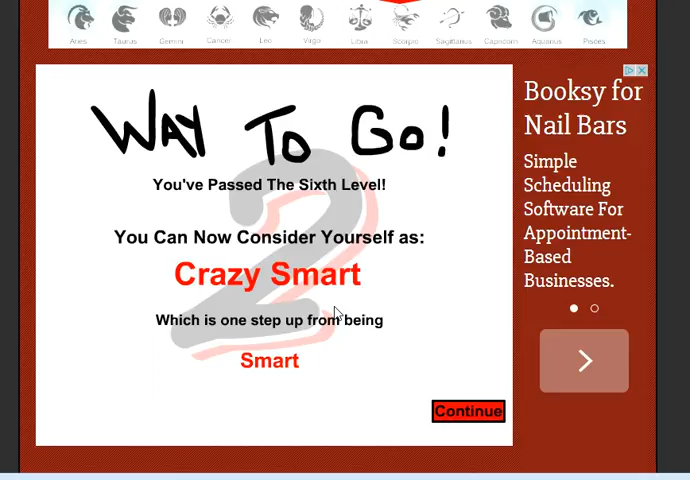 Aries Taurus Gemini Cancer Leo Virgo Libra Scorpio Sagittarius Capricorn Aquarius Pisces
WAY TO GO!
2
You've Passed The Sixth Level!
You Can Now Consider Yourself as:
Crazy Smart
Which is one step up from being
Smart
Continue
Booksy for
Nail Bars
Simple
Scheduling
Software For
Appointment-
Based
Businesses.